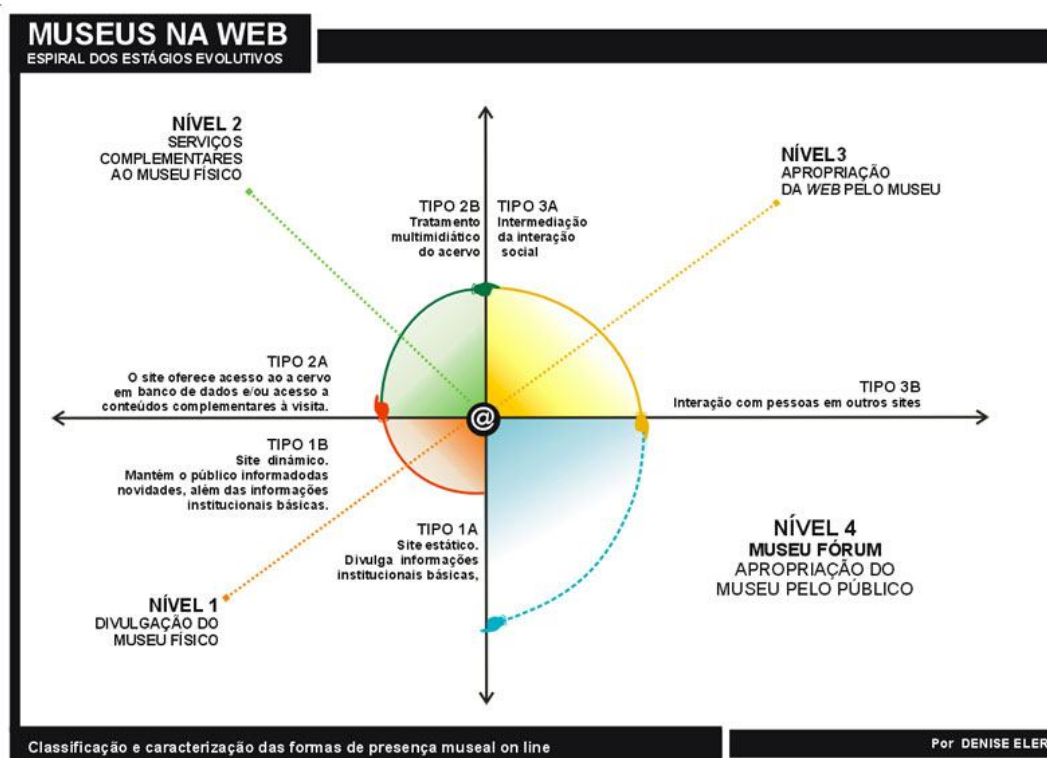 MUSEUS NA WEB
ESPIRAL DOS ESTÁGIOS EVOLUTIVOS
NÍVEL 2
SERVIÇOS
COMPLEMENTARES
AO MUSEU FÍSICO
NÍVEL3
APROPRIAÇÃO
DA WEB PELO MUSEU
TIPO 2B
Tratamento
multimidiático
do acervo
TIPO 3A
Intermediação
da interação
social
TIPO 2A
O site oferece acesso ao a cervo
em banco de dados e/ou acesso a
conteúdos complementares à visita.
TIPO 3B
Interação com pessoas em outros sites
@
TIPO 1B
Site dinámico.
Mantém o público informadodas
novidades, além das informações
institucionais básicas.
TIPO 1A
Site estático.
Divulga informações
institucionais básicas,
NÍVEL 4
MUSEU FÓRUM
APROPRIAÇÃO DO
MUSEU PELO PÚBLICO
NÍVEL 1
DIVULGAÇÃO DO
MUSEU FÍSICO
Classificação e caracterização das formas de presença museal on line
Por DENISE ELER